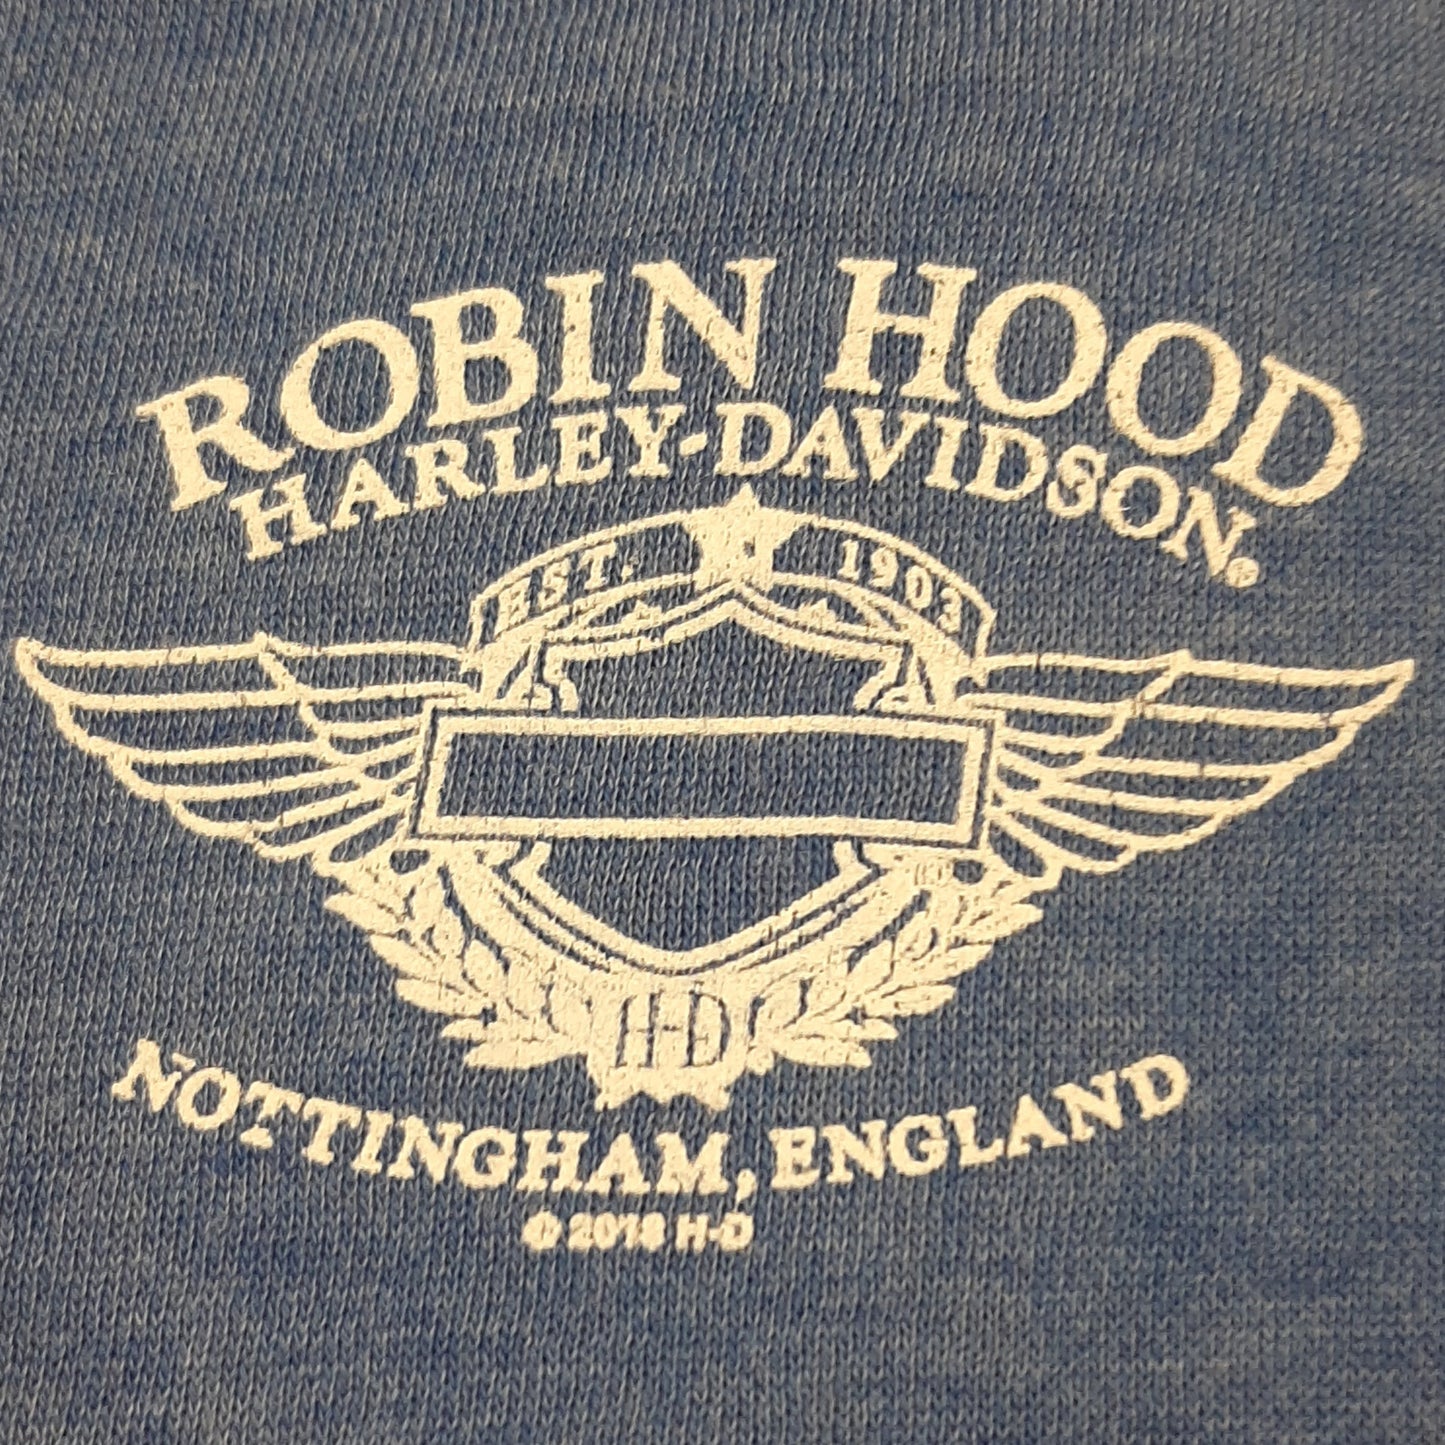 ROBIN HOOD
HARLEY-DAVIDSON®
EST. 1903
H-D
NOTTINGHAM, ENGLAND
© 2018 H-D